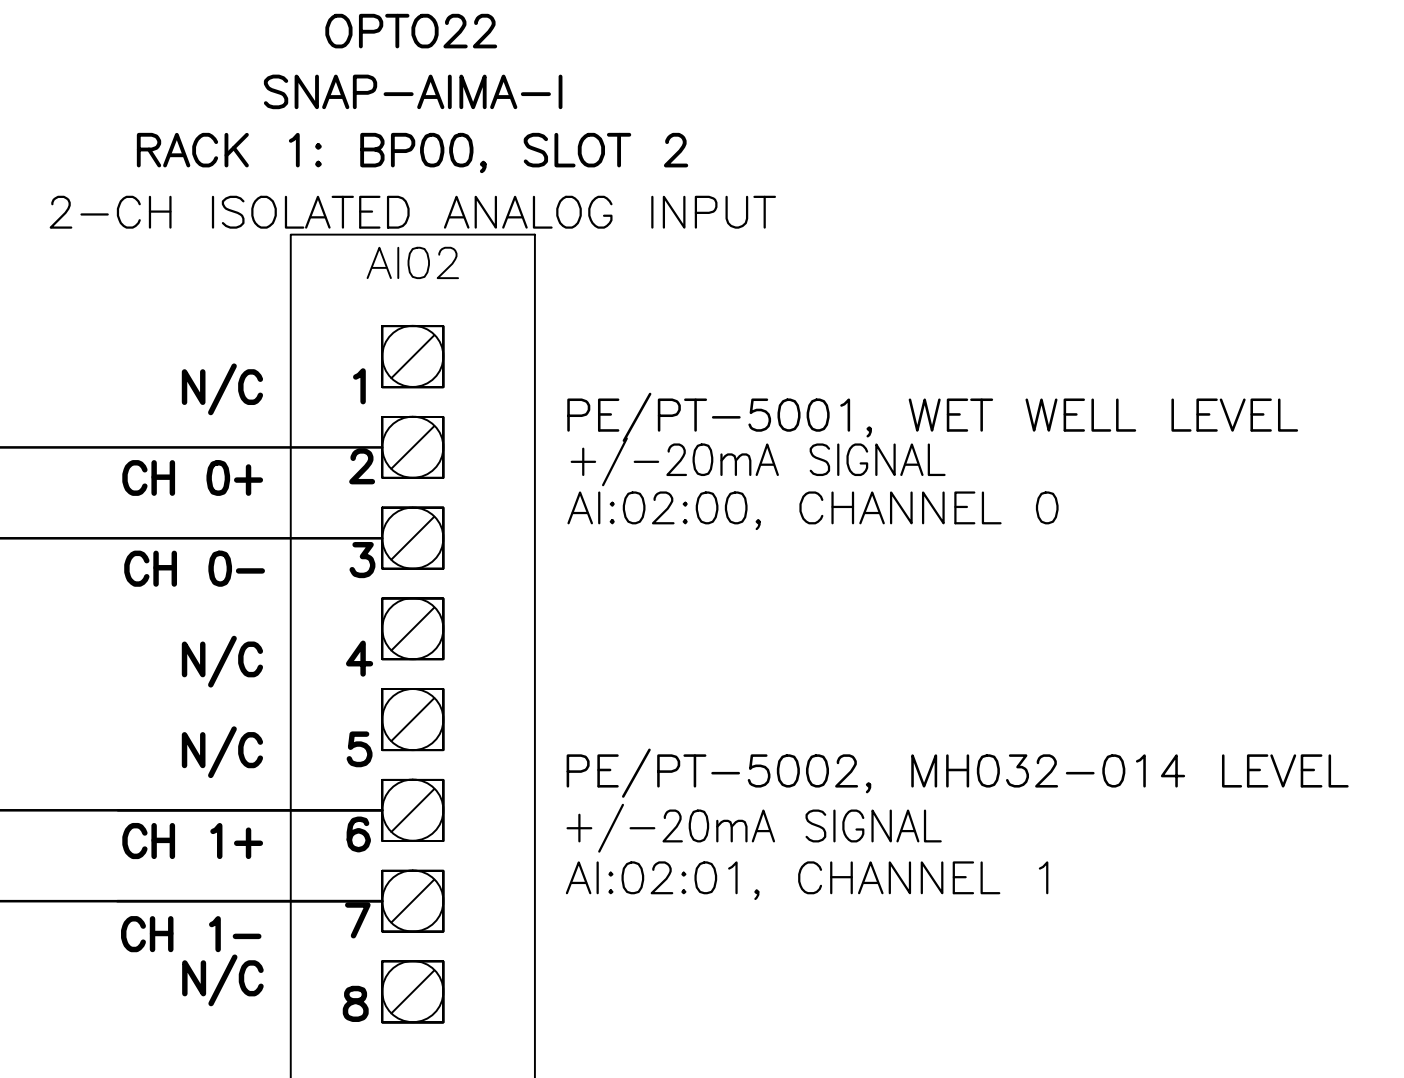 OPTO22
SNAP-AIMA-I
RACK 1: BP00, SLOT 2
2-CH ISOLATED ANALOG INPUT
AI02
N/C 1
CH 0+ 2
CH 0- 3
N/C 4
N/C 5
CH 1+ 6
CH 1- 7
N/C 8
PE/PT-5001, WET WELL LEVEL
+/-20mA SIGNAL
AI:02:00, CHANNEL 0
PE/PT-5002, MH032-014 LEVEL
+/-20mA SIGNAL
AI:02:01, CHANNEL 1